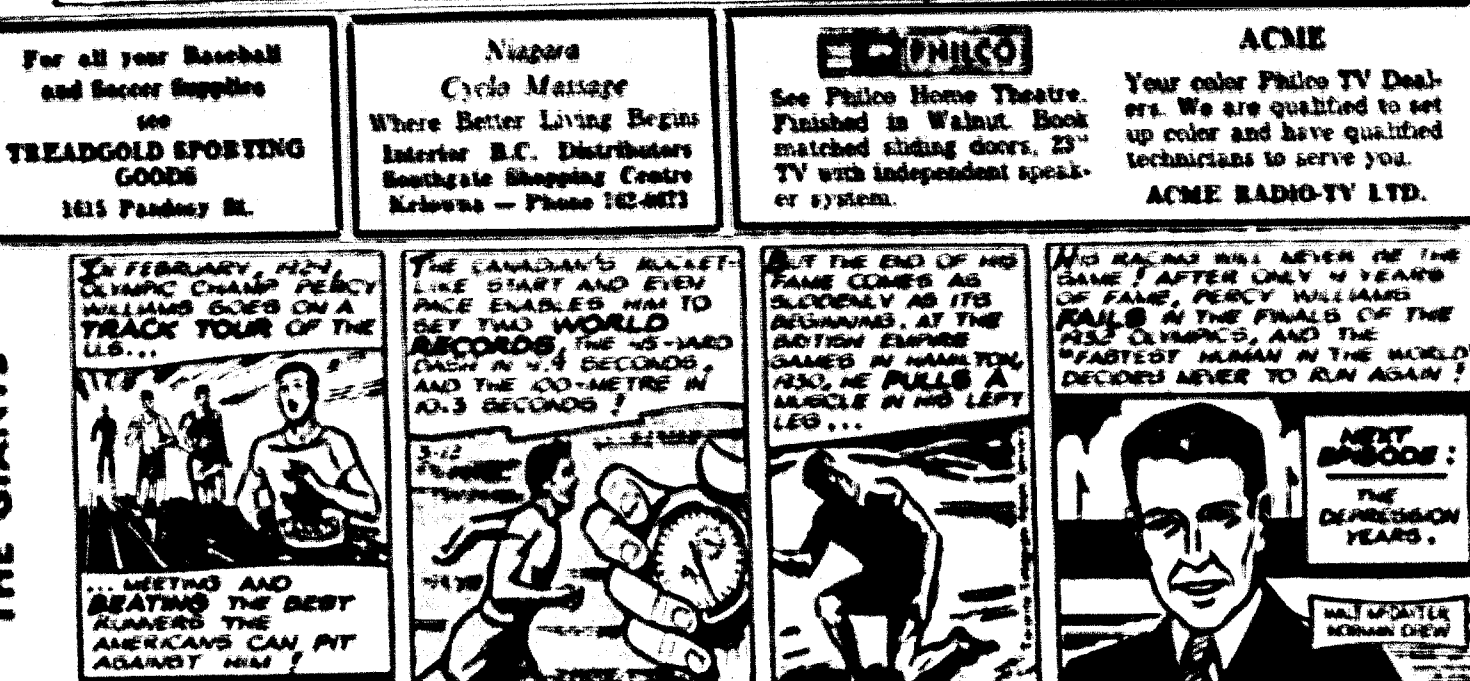 For all your Baseball
and Soccer Supplies
see
TREADGOLD SPORTING
GOODS
1615 Pandosy St.
Niagara
Cyclo Massage
Where Better Living Begins
Interior B.C. Distributors
Southgate Shopping Centre
Kelowna — Phone
PHILCO
See Philco Home Theatre.
Finished in Walnut. Book
matched sliding doors, 23"
TV with independent speak-
er system.
ACME
Your color Philco TV Deal-
ers. We are qualified to set
up color and have qualified
technicians to serve you.
ACME RADIO-TV LTD.
THE GIANTS
IN FEBRUARY, 1929,
OLYMPIC CHAMP PERCY
WILLIAMS GOES ON A
TRACK TOUR OF THE
U.S...
...MEETING AND
BEATING THE BEST
RUNNERS THE
AMERICANS CAN PIT
AGAINST HIM!
THE CANADIAN'S ROCKET-
LIKE START AND EVEN
PACE ENABLES HIM TO
SET TWO WORLD
RECORDS, THE 45-YARD
DASH IN 4.9 SECONDS,
AND THE 100-METRE IN
10.3 SECONDS!
3-12
BUT THE END OF HIS
FAME COMES AS
SUDDENLY AS ITS
BEGINNING. AT THE
BRITISH EMPIRE
GAMES IN HAMILTON,
1930, HE PULLS A
MUSCLE IN HIS LEFT
LEG...
HIS RACING WILL NEVER BE THE
SAME! AFTER ONLY 4 YEARS
OF FAME, PERCY WILLIAMS
FAILS IN THE FINALS OF THE
1932 OLYMPICS, AND THE
"FASTEST HUMAN IN THE WORLD"
DECIDES NEVER TO RUN AGAIN!
NEXT
EPISODE:
THE
DEPRESSION
YEARS.
WALT McDAYTER
NORMAN DREW